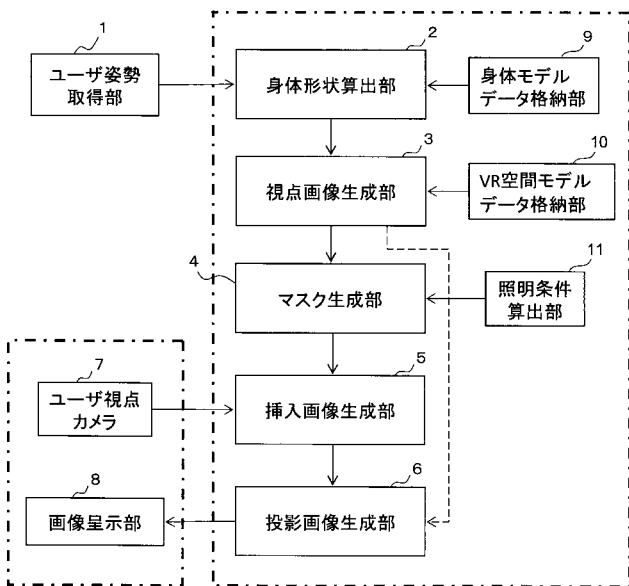 1
ユーザ姿勢
取得部
2
身体形状算出部
9
身体モデル
データ格納部
3
視点画像生成部
10
VR空間モデル
データ格納部
4
マスク生成部
11
照明条件
算出部
7
ユーザ視点
カメラ
5
挿入画像生成部
8
画像呈示部
6
投影画像生成部